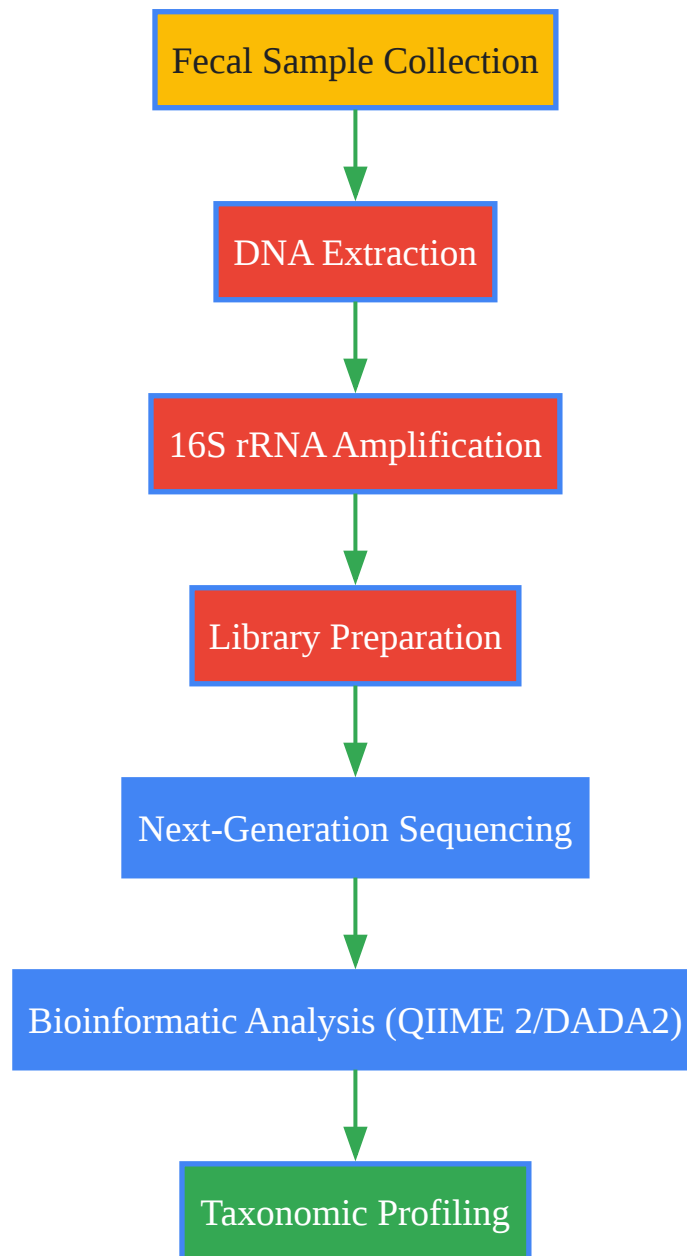 Fecal Sample Collection
DNA Extraction
16S rRNA Amplification
Library Preparation
Next-Generation Sequencing
Bioinformatic Analysis (QIIME 2/DADA2)
Taxonomic Profiling